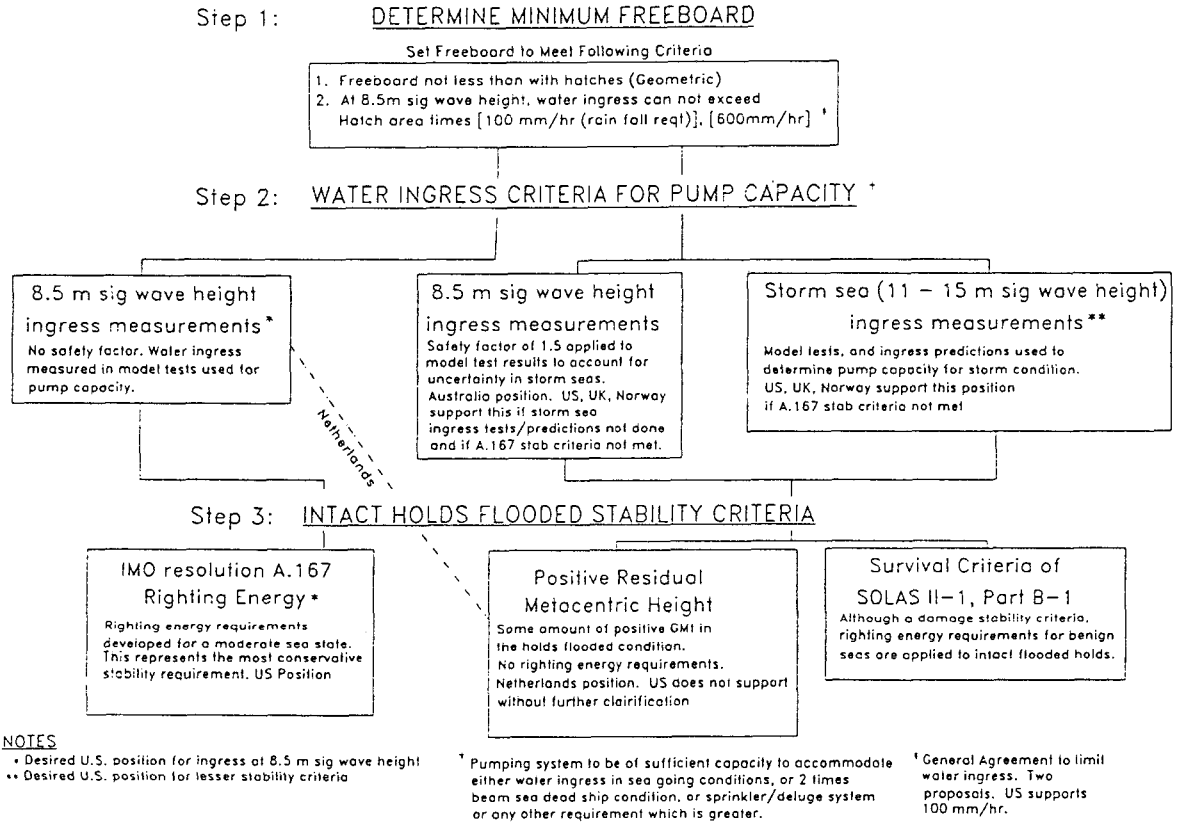 Step 1: DETERMINE MINIMUM FREEBOARD
Set Freeboard to Meet Following Criteria
1. Freeboard not less than with hatches (Geometric)
2. At 8.5m sig wave height, water ingress can not exceed
Hatch area times [100 mm/hr (rain fall reqt)], [600mm/hr] ‡
Step 2: WATER INGRESS CRITERIA FOR PUMP CAPACITY †
8.5 m sig wave height
ingress measurements*
No safety factor. Water ingress
measured in model tests used for
pump capacity.
8.5 m sig wave height
ingress measurements
Safety factor of 1.5 applied to
model test results to account for
uncertainty in storm seas.
Australia position. US, UK, Norway
support this if storm sea
ingress tests/predictions not done
and if A.167 stab criteria not met.
Storm sea (11 – 15 m sig wave height)
ingress measurements**
Model tests, and ingress predictions used to
determine pump capacity for storm condition.
US, UK, Norway support this position
if A.167 stab criteria not met
Netherlands
Step 3: INTACT HOLDS FLOODED STABILITY CRITERIA
IMO resolution A.167
Righting Energy*
Righting energy requirements
developed for a moderate sea state.
This represents the most conservative
stability requirement. US Position
Positive Residual
Metacentric Height
Some amount of positive GMt in
the holds flooded condition.
No righting energy requirements.
Netherlands position. US does not support
without further clairification
Survival Criteria of
SOLAS II–1, Part B–1
Although a damage stability criteria,
righting energy requirements for benign
seas are applied to intact flooded holds.
NOTES
* Desired U.S. position for ingress at 8.5 m sig wave height
** Desired U.S. position for lesser stability criteria
† Pumping system to be of sufficient capacity to accommodate
either water ingress in sea going conditions, or 2 times
beam sea dead ship condition, or sprinkler/deluge system
or any other requirement which is greater.
‡ General Agreement to limit
water ingress. Two
proposals. US supports
100 mm/hr.